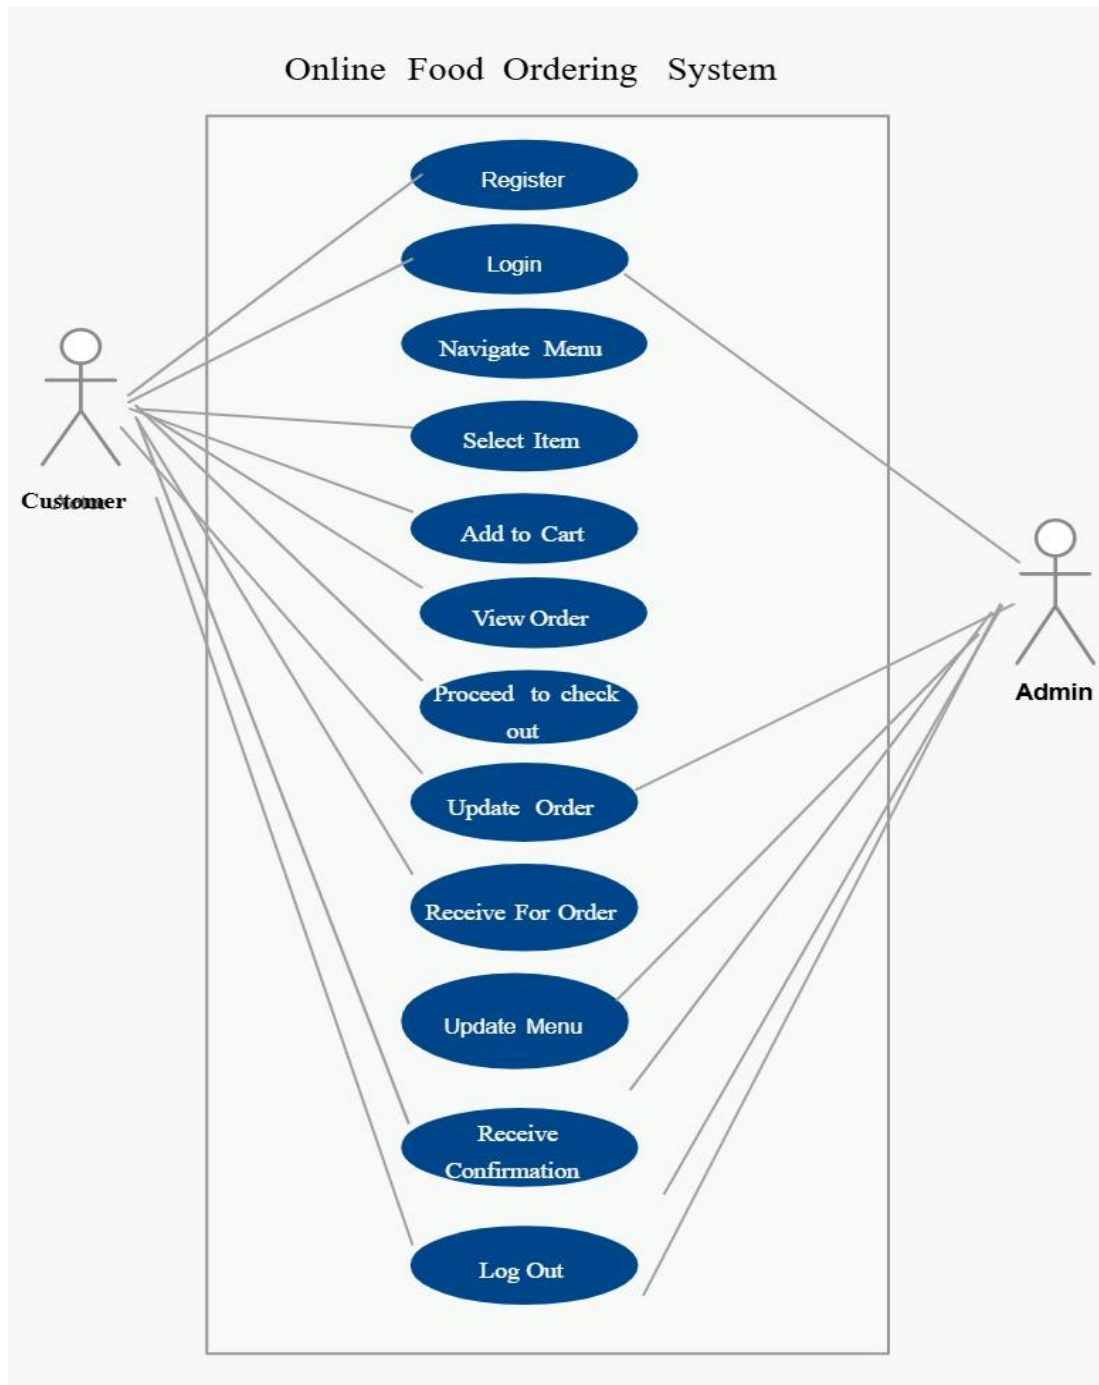 Online Food Ordering System
Register
Login
Navigate Menu
Select Item
Customer
Add to Cart
View Order
Admin
Proceed to check
out
Update Order
Receive For Order
Update Menu
Receive
Confirmation
Log Out